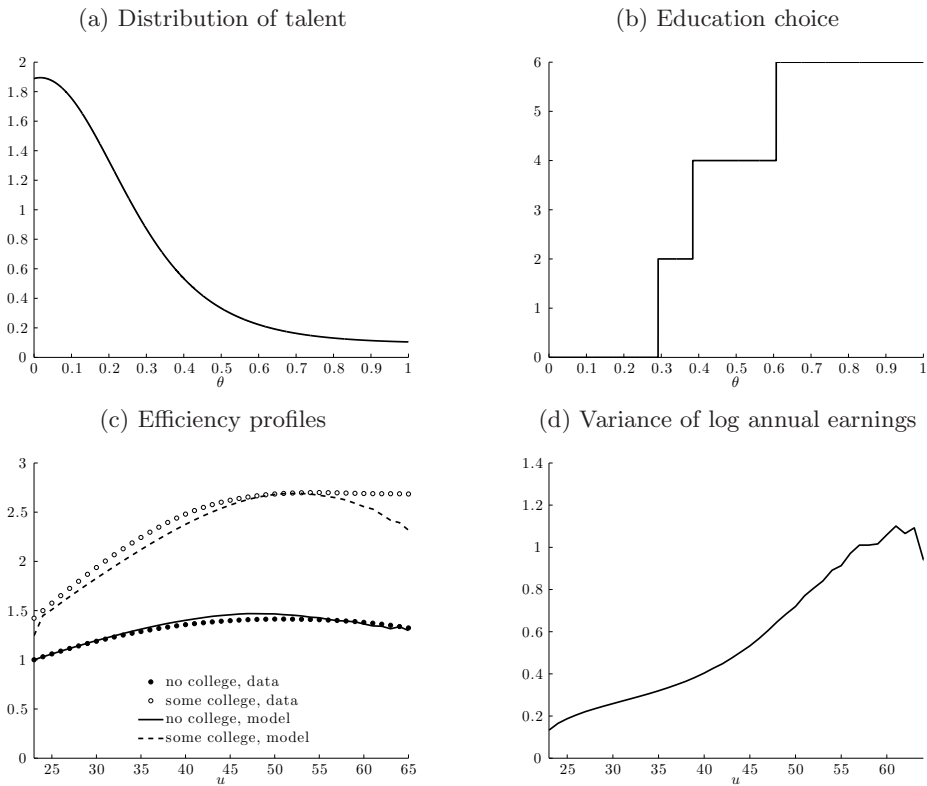 (a) Distribution of talent
2
1.8
1.6
1.4
1.2
1
0.8
0.6
0.4
0.2
0
0 0.1 0.2 0.3 0.4 0.5 0.6 0.7 0.8 0.9 1
θ
(b) Education choice
6
5
4
3
2
1
0
0 0.1 0.2 0.3 0.4 0.5 0.6 0.7 0.8 0.9 1
θ
(c) Efficiency profiles
3
2.5
2
1.5
1
0.5
0
no college, data
some college, data
no college, model
some college, model
25 30 35 40 45 50 55 60 65
u
(d) Variance of log annual earnings
1.4
1.2
1
0.8
0.6
0.4
0.2
0
25 30 35 40 45 50 55 60
u